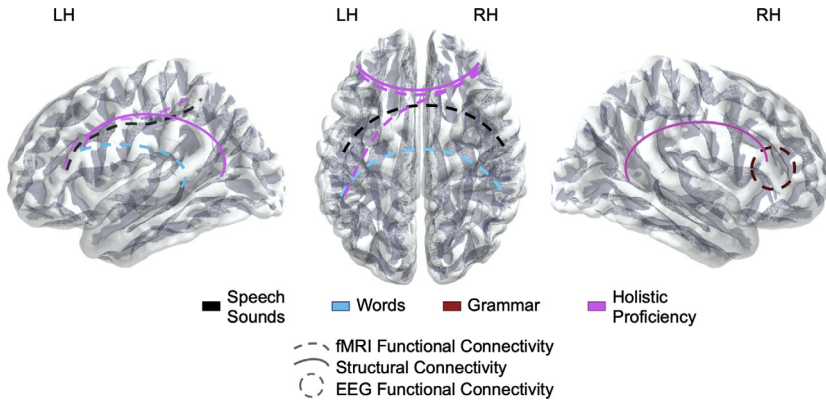 LH
LH
RH
RH
Speech Sounds
Words
Grammar
Holistic Proficiency
fMRI Functional Connectivity
Structural Connectivity
EEG Functional Connectivity